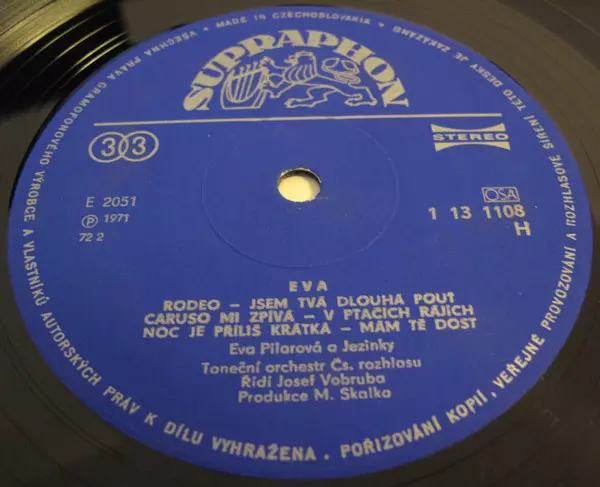 VŠECHNA PRÁVA GRAMOFONOVÉHO VÝROBCE A VLASTNÍKŮ AUTORSKÝCH PRÁV K DÍLU VYHRAŽENA. POŘIZOVÁNÍ KOPIÍ, VEŘEJNÉ PROVOZOVÁNÍ A ROZHLASOVÉ ŠÍŘENÍ TÉTO DESKY JE ZAKÁZÁNO • MADE IN CZECHOSLOVAKIA •
SUPRAPHON
33
STEREO
E 2051
Ⓟ 1971
72 2
OSA
1 13 1108
H
EVA
RODEO – JSEM TVÁ DLOUHÁ POUŤ
CARUSO MI ZPÍVÁ – V PTAČÍCH RÁJÍCH
NOC JE PŘÍLIŠ KRÁTKÁ – MÁM TĚ DOST
Eva Pilarová a Jezinky
Taneční orchestr Čs. rozhlasu
Řídí Josef Vobruba
Produkce M. Skalka